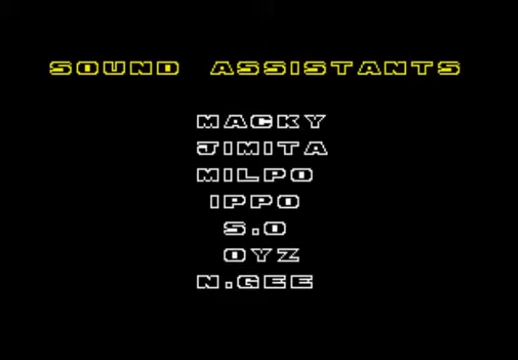 SOUND ASSISTANTS
MACKY
JIMITA
MILPO
IPPO
S.O
OYZ
N.GEE